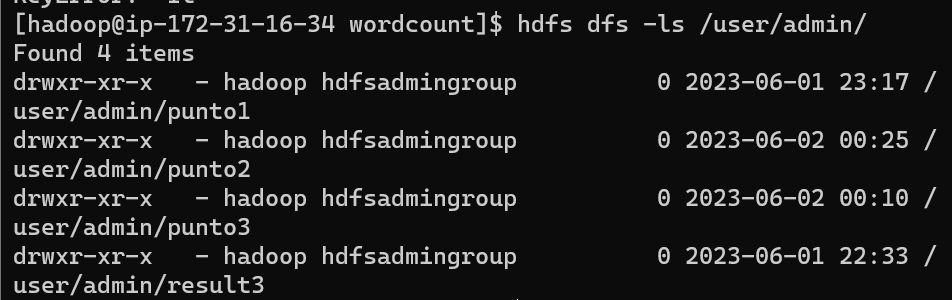 [hadoop@ip-172-31-16-34 wordcount]$ hdfs dfs -ls /user/admin/
Found 4 items
drwxr-xr-x   - hadoop hdfsadmingroup          0 2023-06-01 23:17 /
user/admin/punto1
drwxr-xr-x   - hadoop hdfsadmingroup          0 2023-06-02 00:25 /
user/admin/punto2
drwxr-xr-x   - hadoop hdfsadmingroup          0 2023-06-02 00:10 /
user/admin/punto3
drwxr-xr-x   - hadoop hdfsadmingroup          0 2023-06-01 22:33 /
user/admin/result3